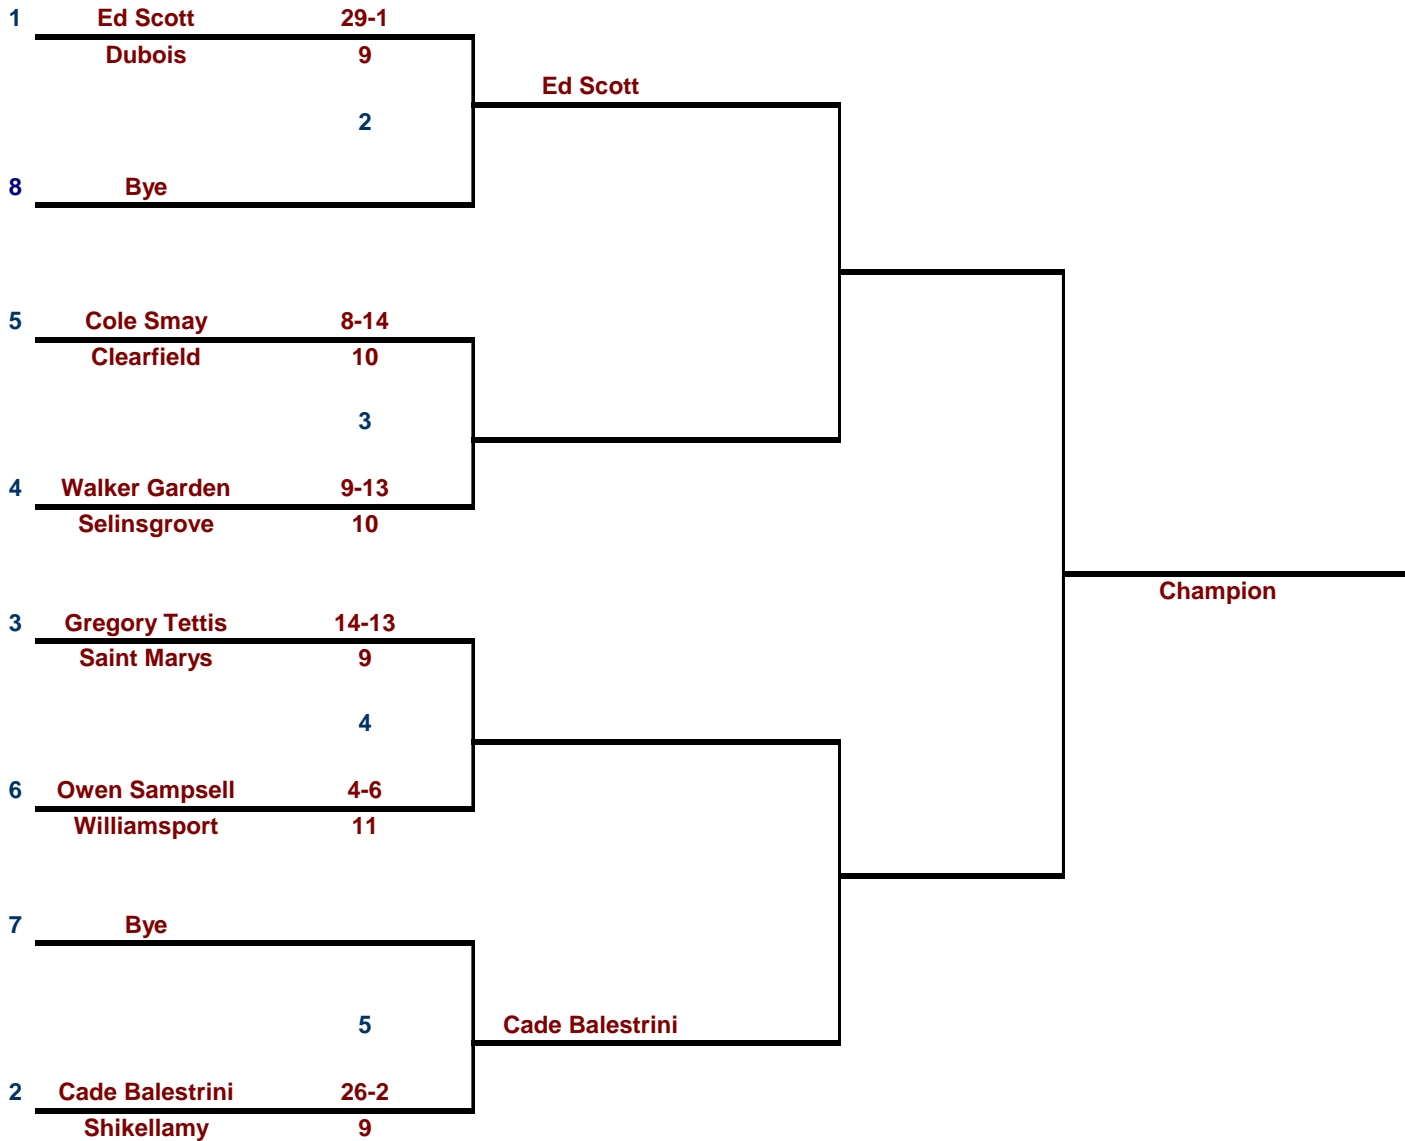 1 Ed Scott 29-1
Dubois 9
Ed Scott
2
8 Bye
5 Cole Smay 8-14
Clearfield 10
3
4 Walker Garden 9-13
Selinsgrove 10
Champion
3 Gregory Tettis 14-13
Saint Marys 9
4
6 Owen Sampsell 4-6
Williamsport 11
7 Bye
5 Cade Balestrini
2 Cade Balestrini 26-2
Shikellamy 9